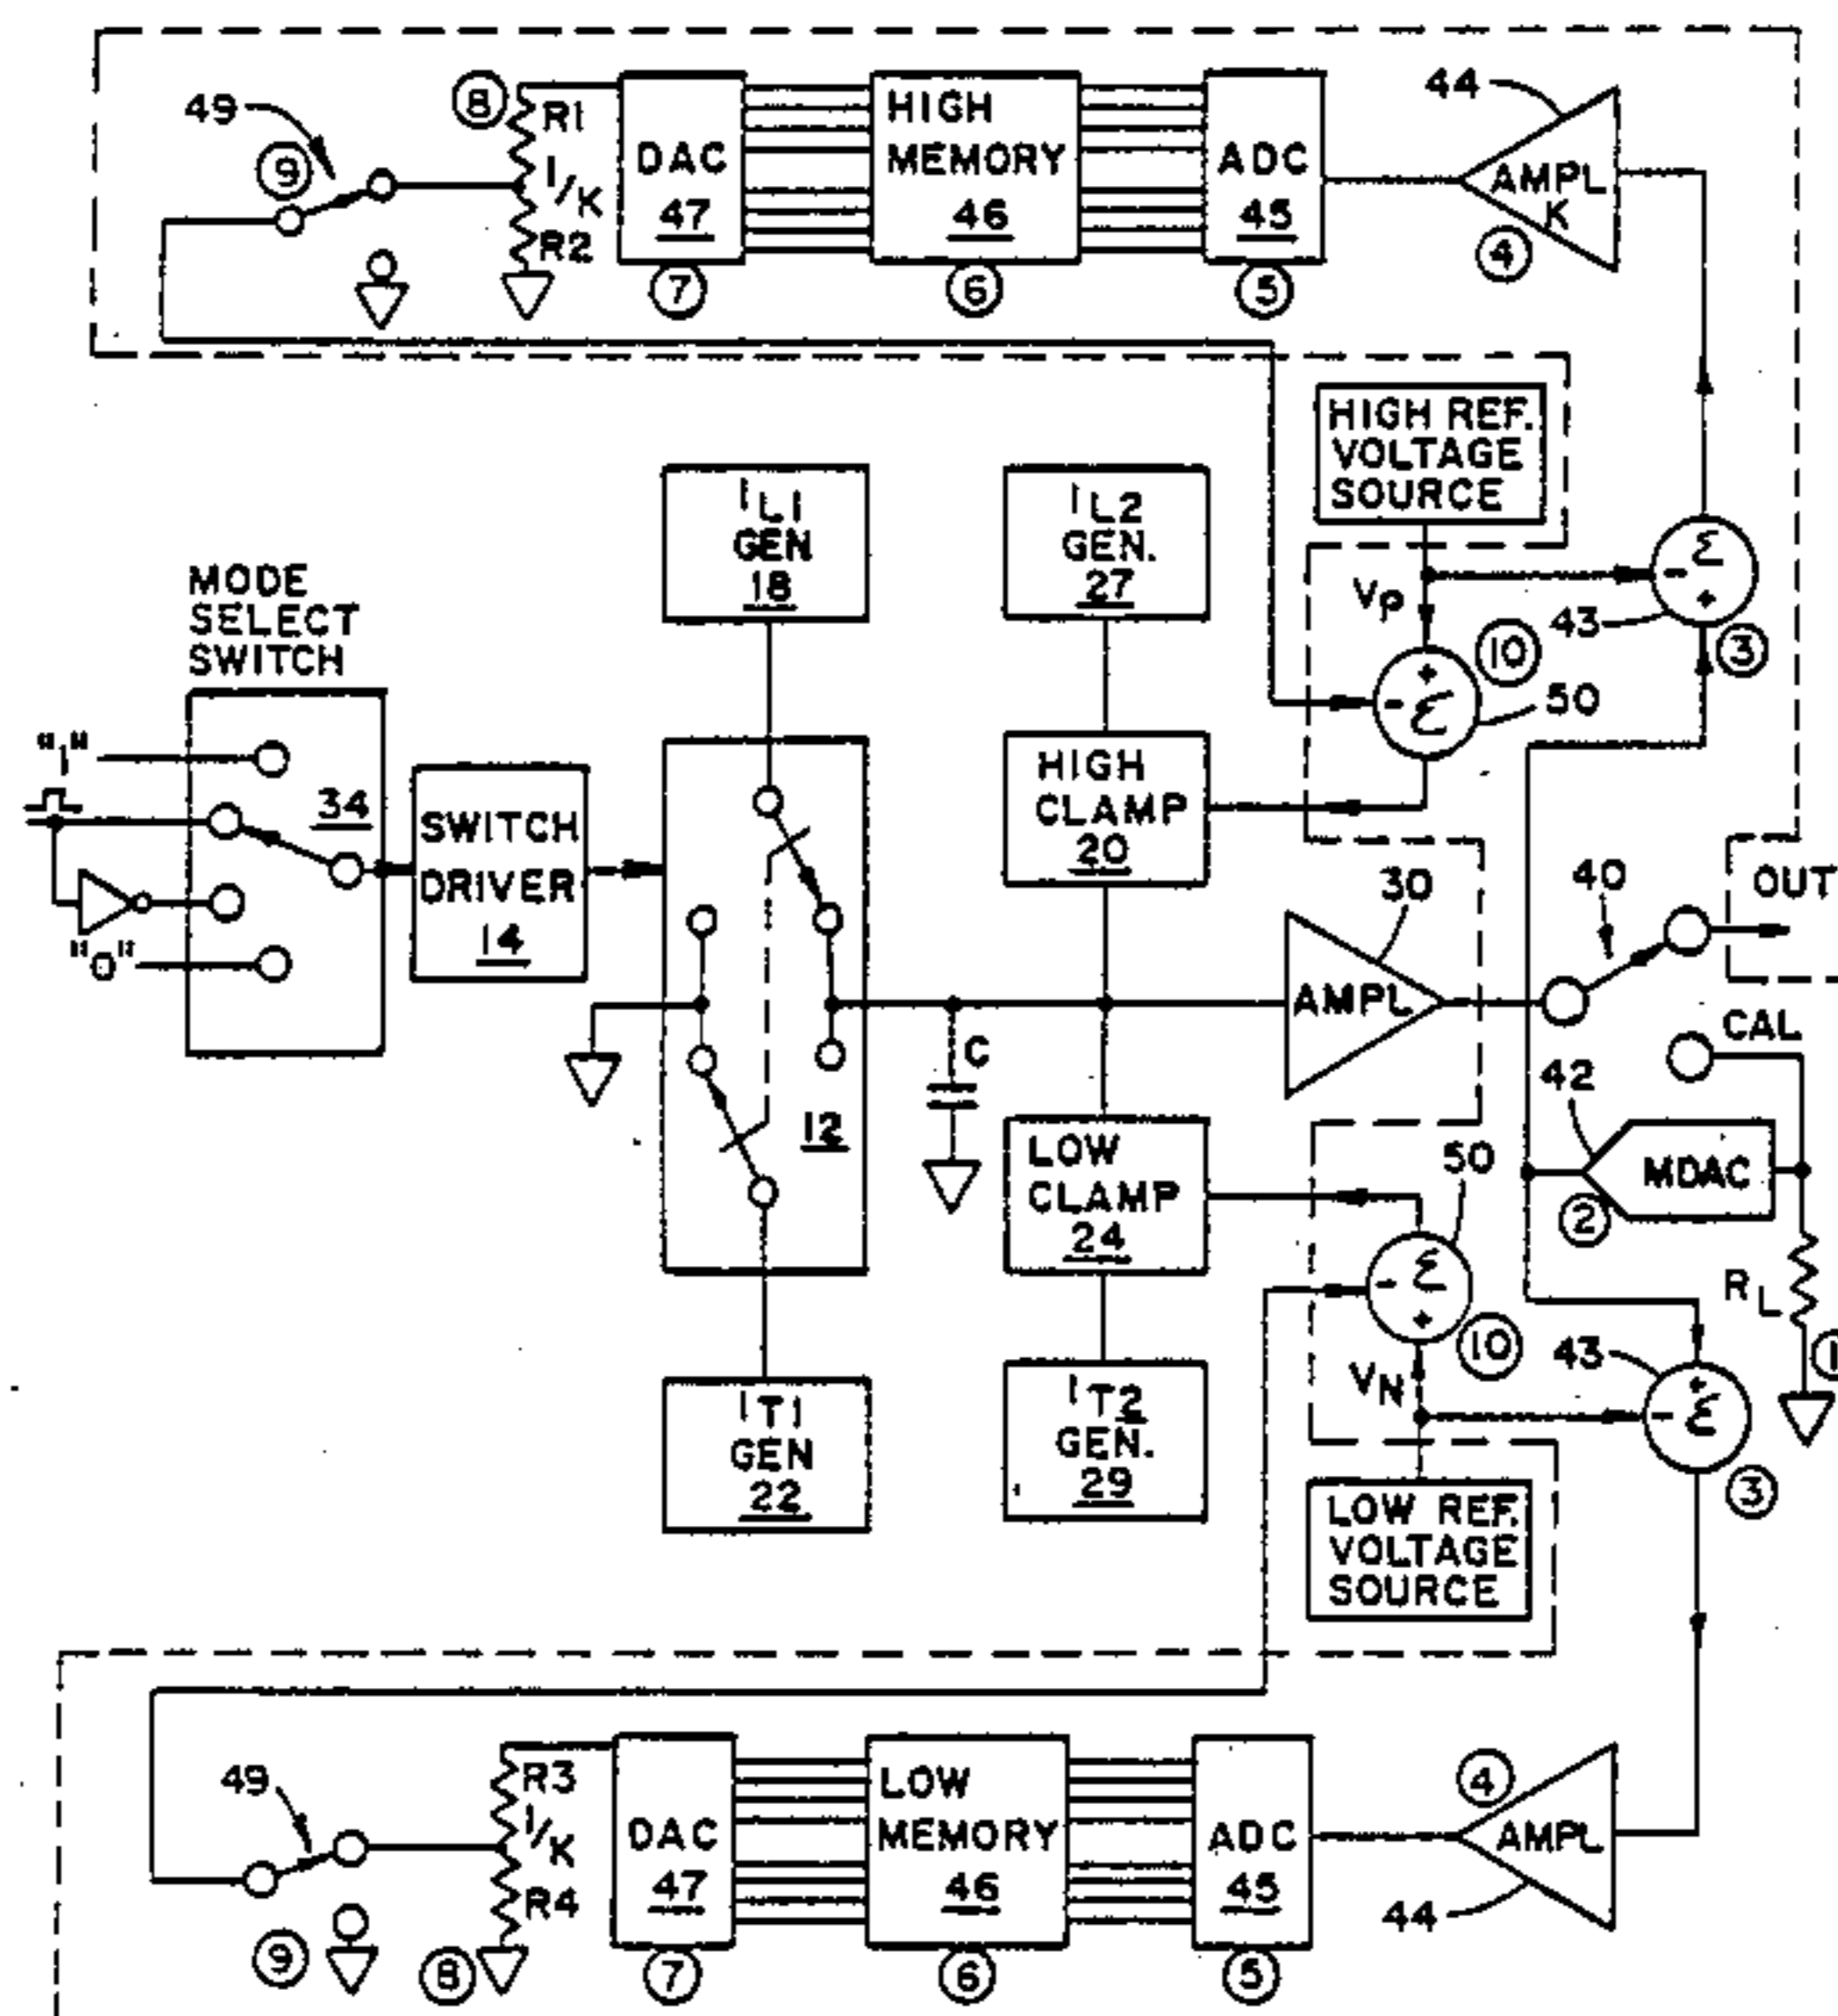 49
9
8
R1
1/K
R2
DAC
47
7
HIGH
MEMORY
46
6
ADC
45
5
44
AMPL
K
4
HIGH REF.
VOLTAGE
SOURCE
IL1
GEN
18
IL2
GEN.
27
VP
10
43
Σ
- +
3
+
- Σ
50
MODE
SELECT
SWITCH
"1"
34
"0"
SWITCH
DRIVER
14
12
HIGH
CLAMP
20
30
AMPL
C
40
OUT
CAL
42
MDAC
2
RL
1
LOW
CLAMP
24
50
- Σ
+
10
VN
43
+
- Σ
3
IT1
GEN
22
IT2
GEN.
29
LOW REF.
VOLTAGE
SOURCE
49
9
8
R3
1/K
R4
DAC
47
7
LOW
MEMORY
46
6
ADC
45
5
4
AMPL
44